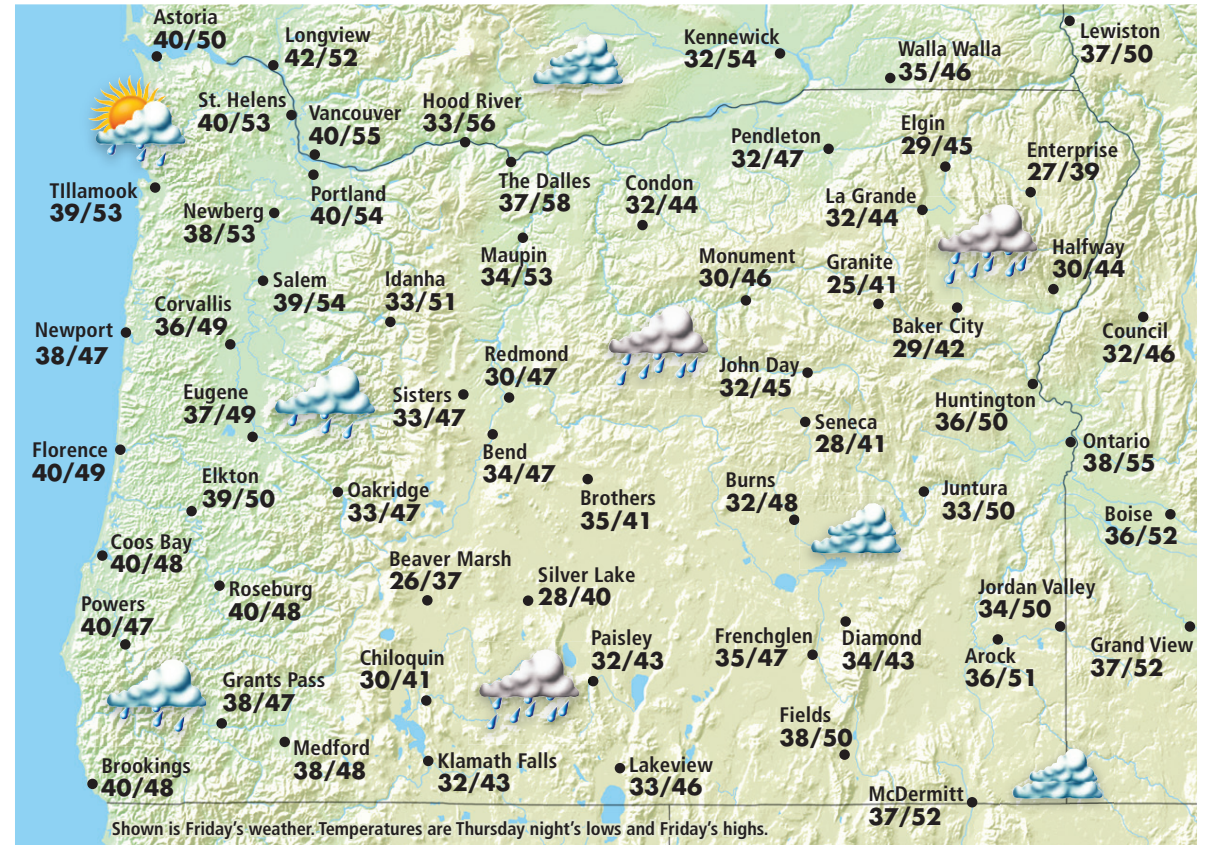 Astoria
40/50
Longview
42/52
Kennewick
32/54
Walla Walla
35/46
Lewiston
37/50
St. Helens
40/53
Vancouver
40/55
Hood River
33/56
Pendleton
32/47
Elgin
29/45
Enterprise
27/39
TIllamook
39/53
Portland
40/54
Newberg
38/53
The Dalles
37/58
Condon
32/44
La Grande
32/44
Maupin
34/53
Monument
30/46
Granite
25/41
Halfway
30/44
Salem
39/54
Idanha
33/51
Corvallis
36/49
Newport
38/47
Baker City
29/42
Council
32/46
Redmond
30/47
John Day
32/45
Eugene
37/49
Sisters
33/47
Huntington
36/50
Seneca
28/41
Florence
40/49
Bend
34/47
Ontario
38/55
Elkton
39/50
Oakridge
33/47
Brothers
35/41
Burns
32/48
Juntura
33/50
Boise
36/52
Coos Bay
40/48
Beaver Marsh
26/37
Silver Lake
28/40
Roseburg
40/48
Jordan Valley
34/50
Powers
40/47
Paisley
32/43
Frenchglen
35/47
Diamond
34/43
Arock
36/51
Grand View
37/52
Chiloquin
30/41
Grants Pass
38/47
Fields
38/50
Medford
38/48
Klamath Falls
32/43
Lakeview
33/46
Brookings
40/48
McDermitt
37/52
Shown is Friday's weather. Temperatures are Thursday night's lows and Friday's highs.